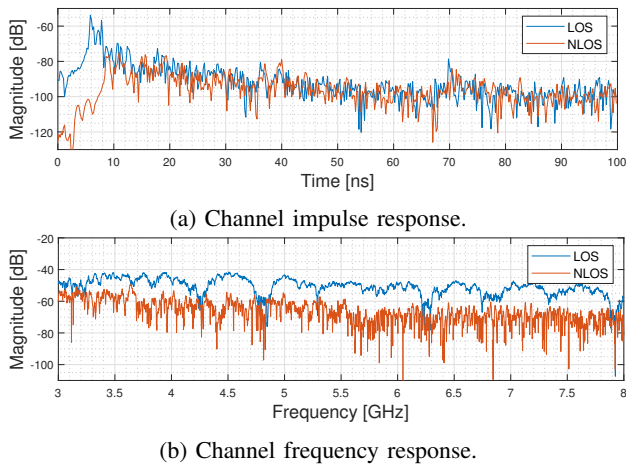 -60
-80
-100
-120
Magnitude [dB]
LOS
NLOS
0 10 20 30 40 50 60 70 80 90 100
Time [ns]
(a) Channel impulse response.
-20
-40
-60
-80
-100
Magnitude [dB]
LOS
NLOS
3 3.5 4 4.5 5 5.5 6 6.5 7 7.5 8
Frequency [GHz]
(b) Channel frequency response.